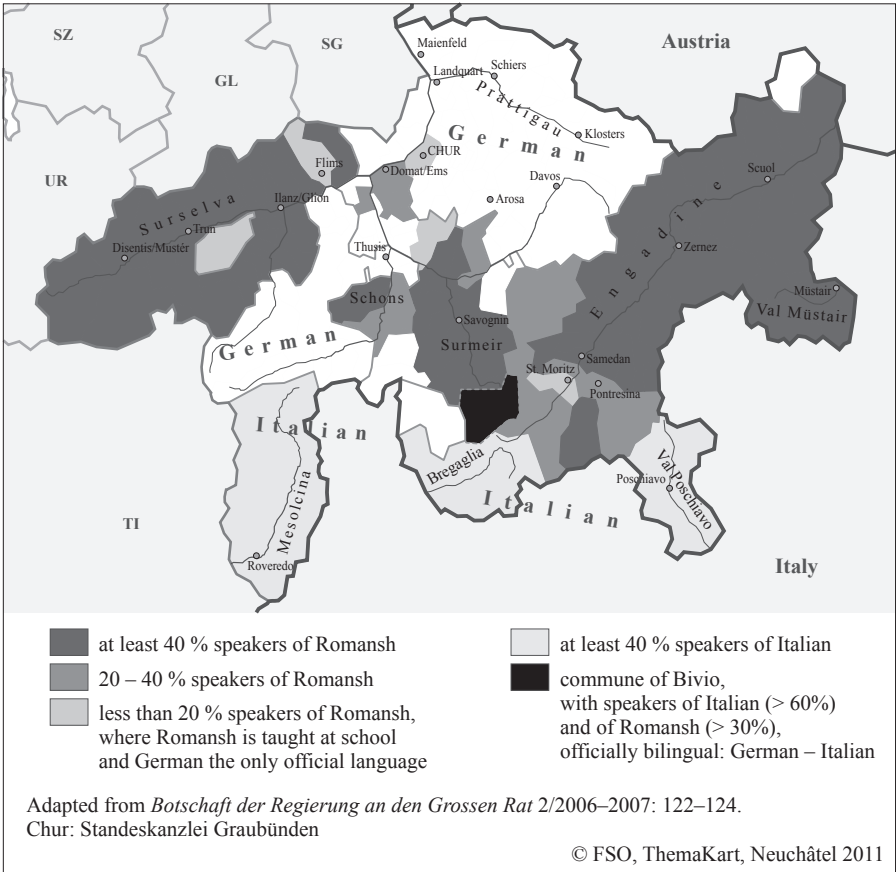 SZ
SG
Austria
GL
UR
Maienfeld
Landquart
Schiers
Prättigau
Klosters
German
CHUR
Domat/Ems
Flims
Davos
Arosa
Scuol
Surselva
Ilanz/Glion
Trun
Disentis/Mustér
Thusis
Zernez
Engadine
Müstair
Val Müstair
Schons
Savognin
Surmeir
German
Samedan
St. Moritz
Pontresina
Italian
Bregaglia
Italian
Poschiavo
Val Poschiavo
Mesolcina
Roveredo
TI
Italy
at least 40 % speakers of Romansh
20 – 40 % speakers of Romansh
less than 20 % speakers of Romansh,
where Romansh is taught at school
and German the only official language
at least 40 % speakers of Italian
commune of Bivio,
with speakers of Italian (> 60%)
and of Romansh (> 30%),
officially bilingual: German – Italian
Adapted from Botschaft der Regierung an den Grossen Rat 2/2006–2007: 122–124.
Chur: Standeskanzlei Graubünden
© FSO, ThemaKart, Neuchâtel 2011